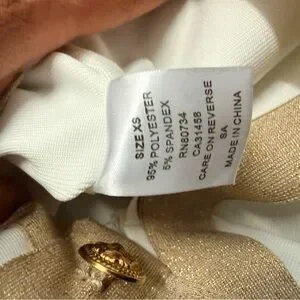 SIZE XS
95% POLYESTER
5% SPANDEX
RN80734
CA31458
CARE ON REVERSE
SA
MADE IN CHINA